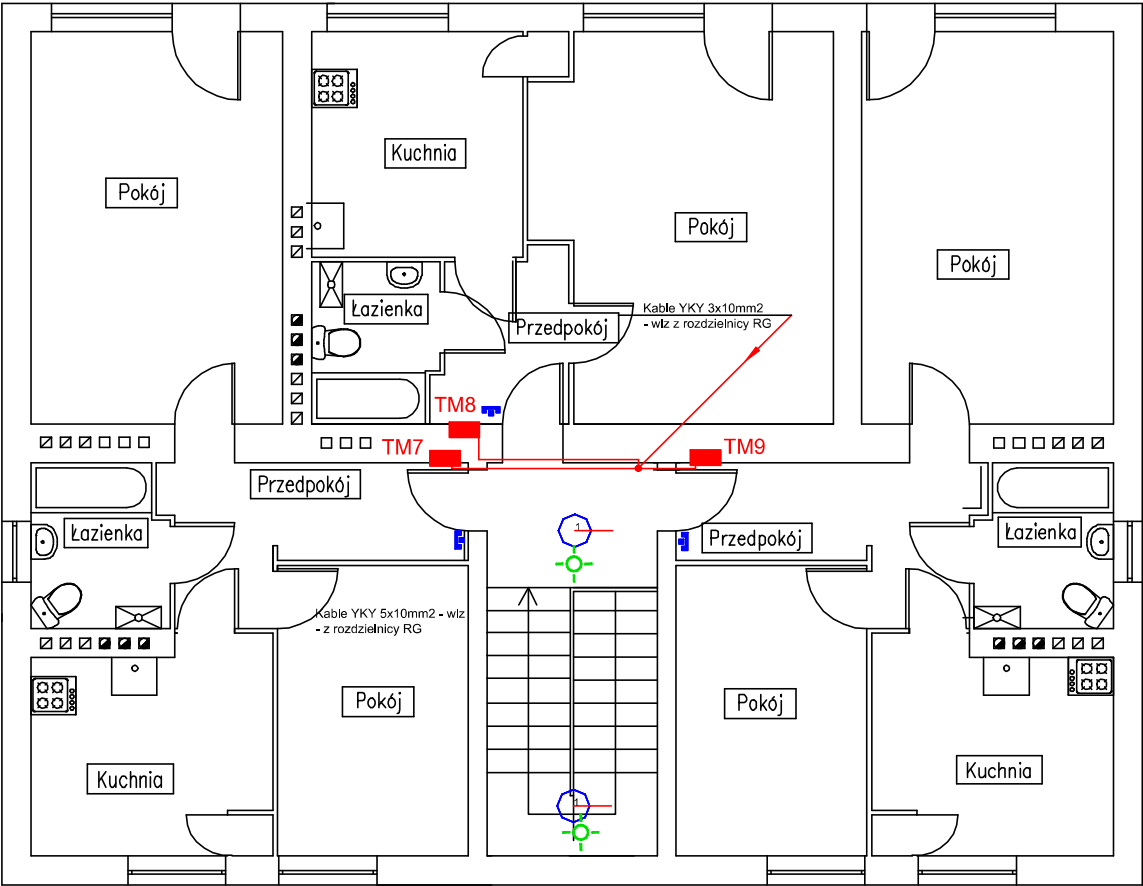 Kuchnia
Pokój
Pokój
Pokój
Łazienka
Kable YKY 3x10mm2
- wlz z rozdzielnicy RG
Przedpokój
TM8
TM7
TM9
Przedpokój
Łazienka
1
Przedpokój
Łazienka
Kable YKY 5x10mm2 - wlz
- z rozdzielnicy RG
Pokój
Pokój
Kuchnia
Kuchnia
1